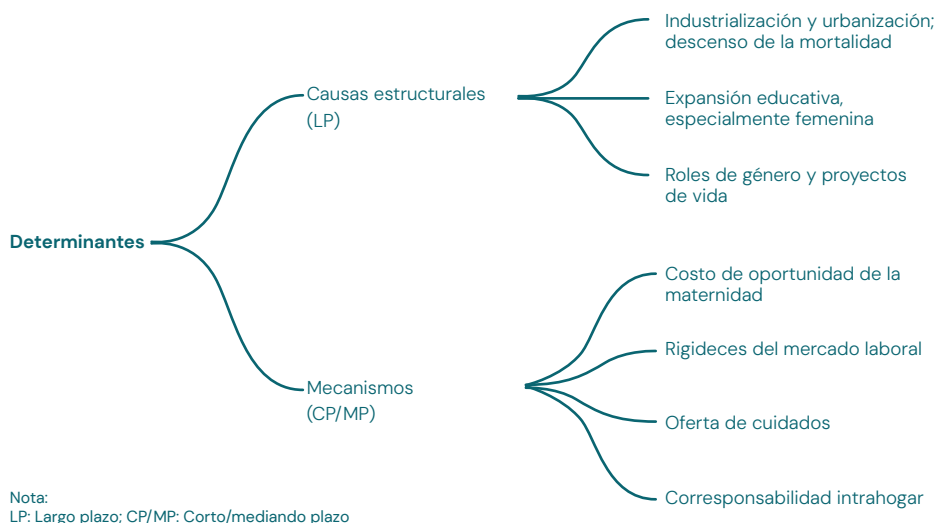 Determinantes
Causas estructurales
(LP)
Industrialización y urbanización;
descenso de la mortalidad
Expansión educativa,
especialmente femenina
Roles de género y proyectos
de vida
Mecanismos
(CP/MP)
Costo de oportunidad de la
maternidad
Rigideces del mercado laboral
Oferta de cuidados
Corresponsabilidad intrahogar
Nota:
LP: Largo plazo; CP/MP: Corto/mediando plazo